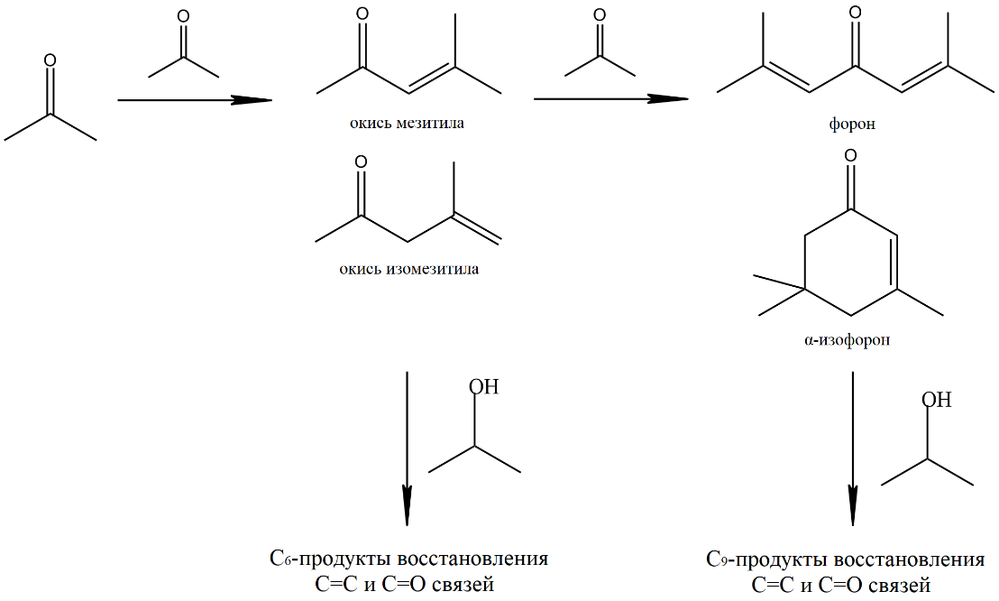 O
O
O
O
O
окись мезитила
форон
O
O
окись изомезитила
α-изофорон
OH
OH
C₆-продукты восстановления
C=C и C=O связей
C₉-продукты восстановления
C=C и C=O связей